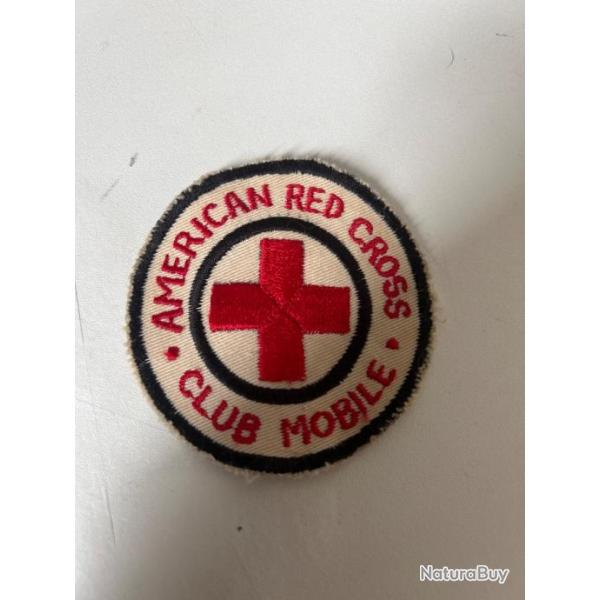 AMERICAN RED CROSS
• CLUB MOBILE •
NaturaBuy